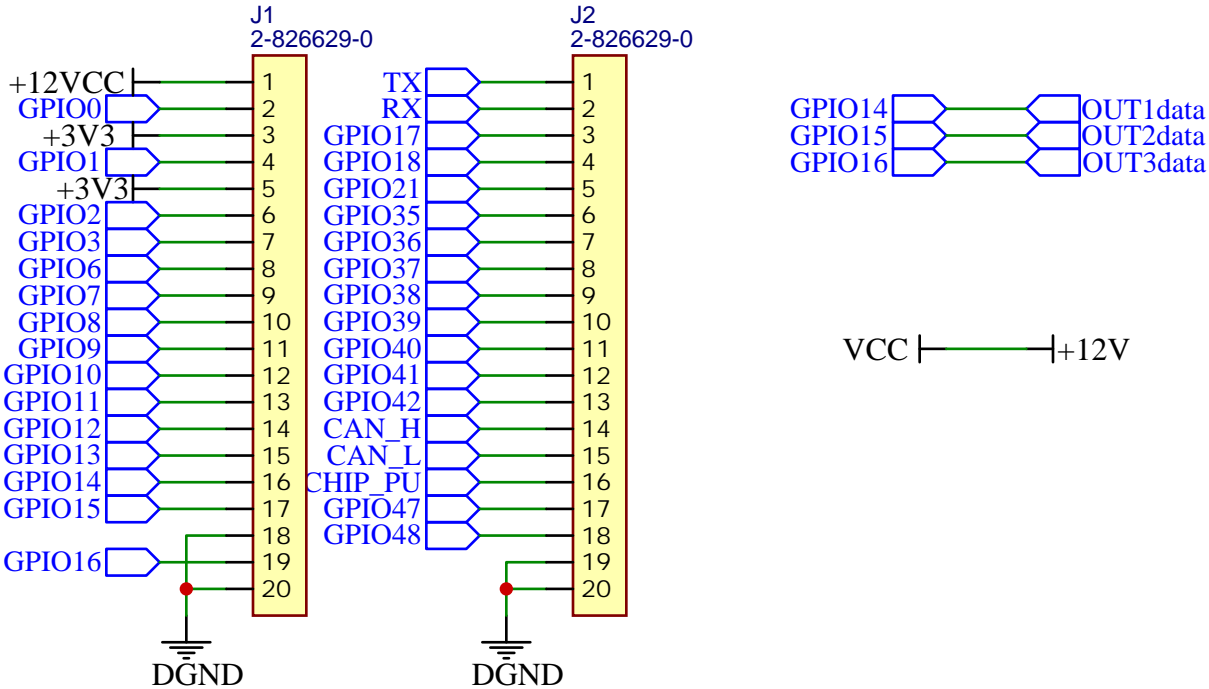 J1
2-826629-0
+12VCC 1
GPIO0 2
+3V3 3
GPIO1 4
+3V3 5
GPIO2 6
GPIO3 7
GPIO6 8
GPIO7 9
GPIO8 10
GPIO9 11
GPIO10 12
GPIO11 13
GPIO12 14
GPIO13 15
GPIO14 16
GPIO15 17
18
GPIO16 19
20
DGND
J2
2-826629-0
TX 1
RX 2
GPIO17 3
GPIO18 4
GPIO21 5
GPIO35 6
GPIO36 7
GPIO37 8
GPIO38 9
GPIO39 10
GPIO40 11
GPIO41 12
GPIO42 13
CAN_H 14
CAN_L 15
CHIP_PU 16
GPIO47 17
GPIO48 18
19
20
DGND
GPIO14 OUT1data
GPIO15 OUT2data
GPIO16 OUT3data
VCC +12V